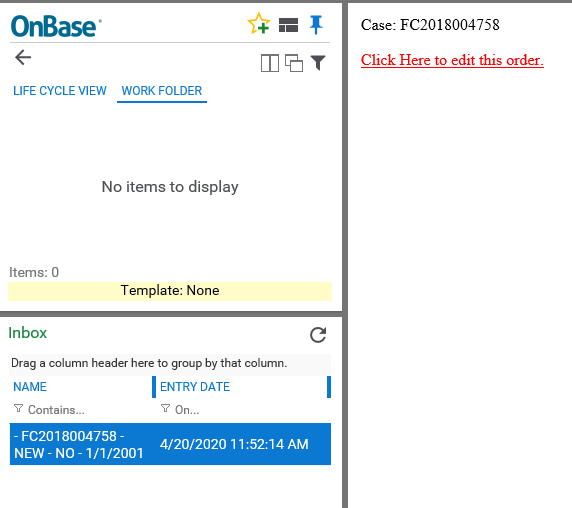 OnBase®
LIFE CYCLE VIEW WORK FOLDER
No items to display
Items: 0
Template: None
Inbox
Drag a column header here to group by that column.
NAME ENTRY DATE
Contains... On...
- FC2018004758 -
NEW - NO - 1/1/2001 4/20/2020 11:52:14 AM
Case: FC2018004758
Click Here to edit this order.